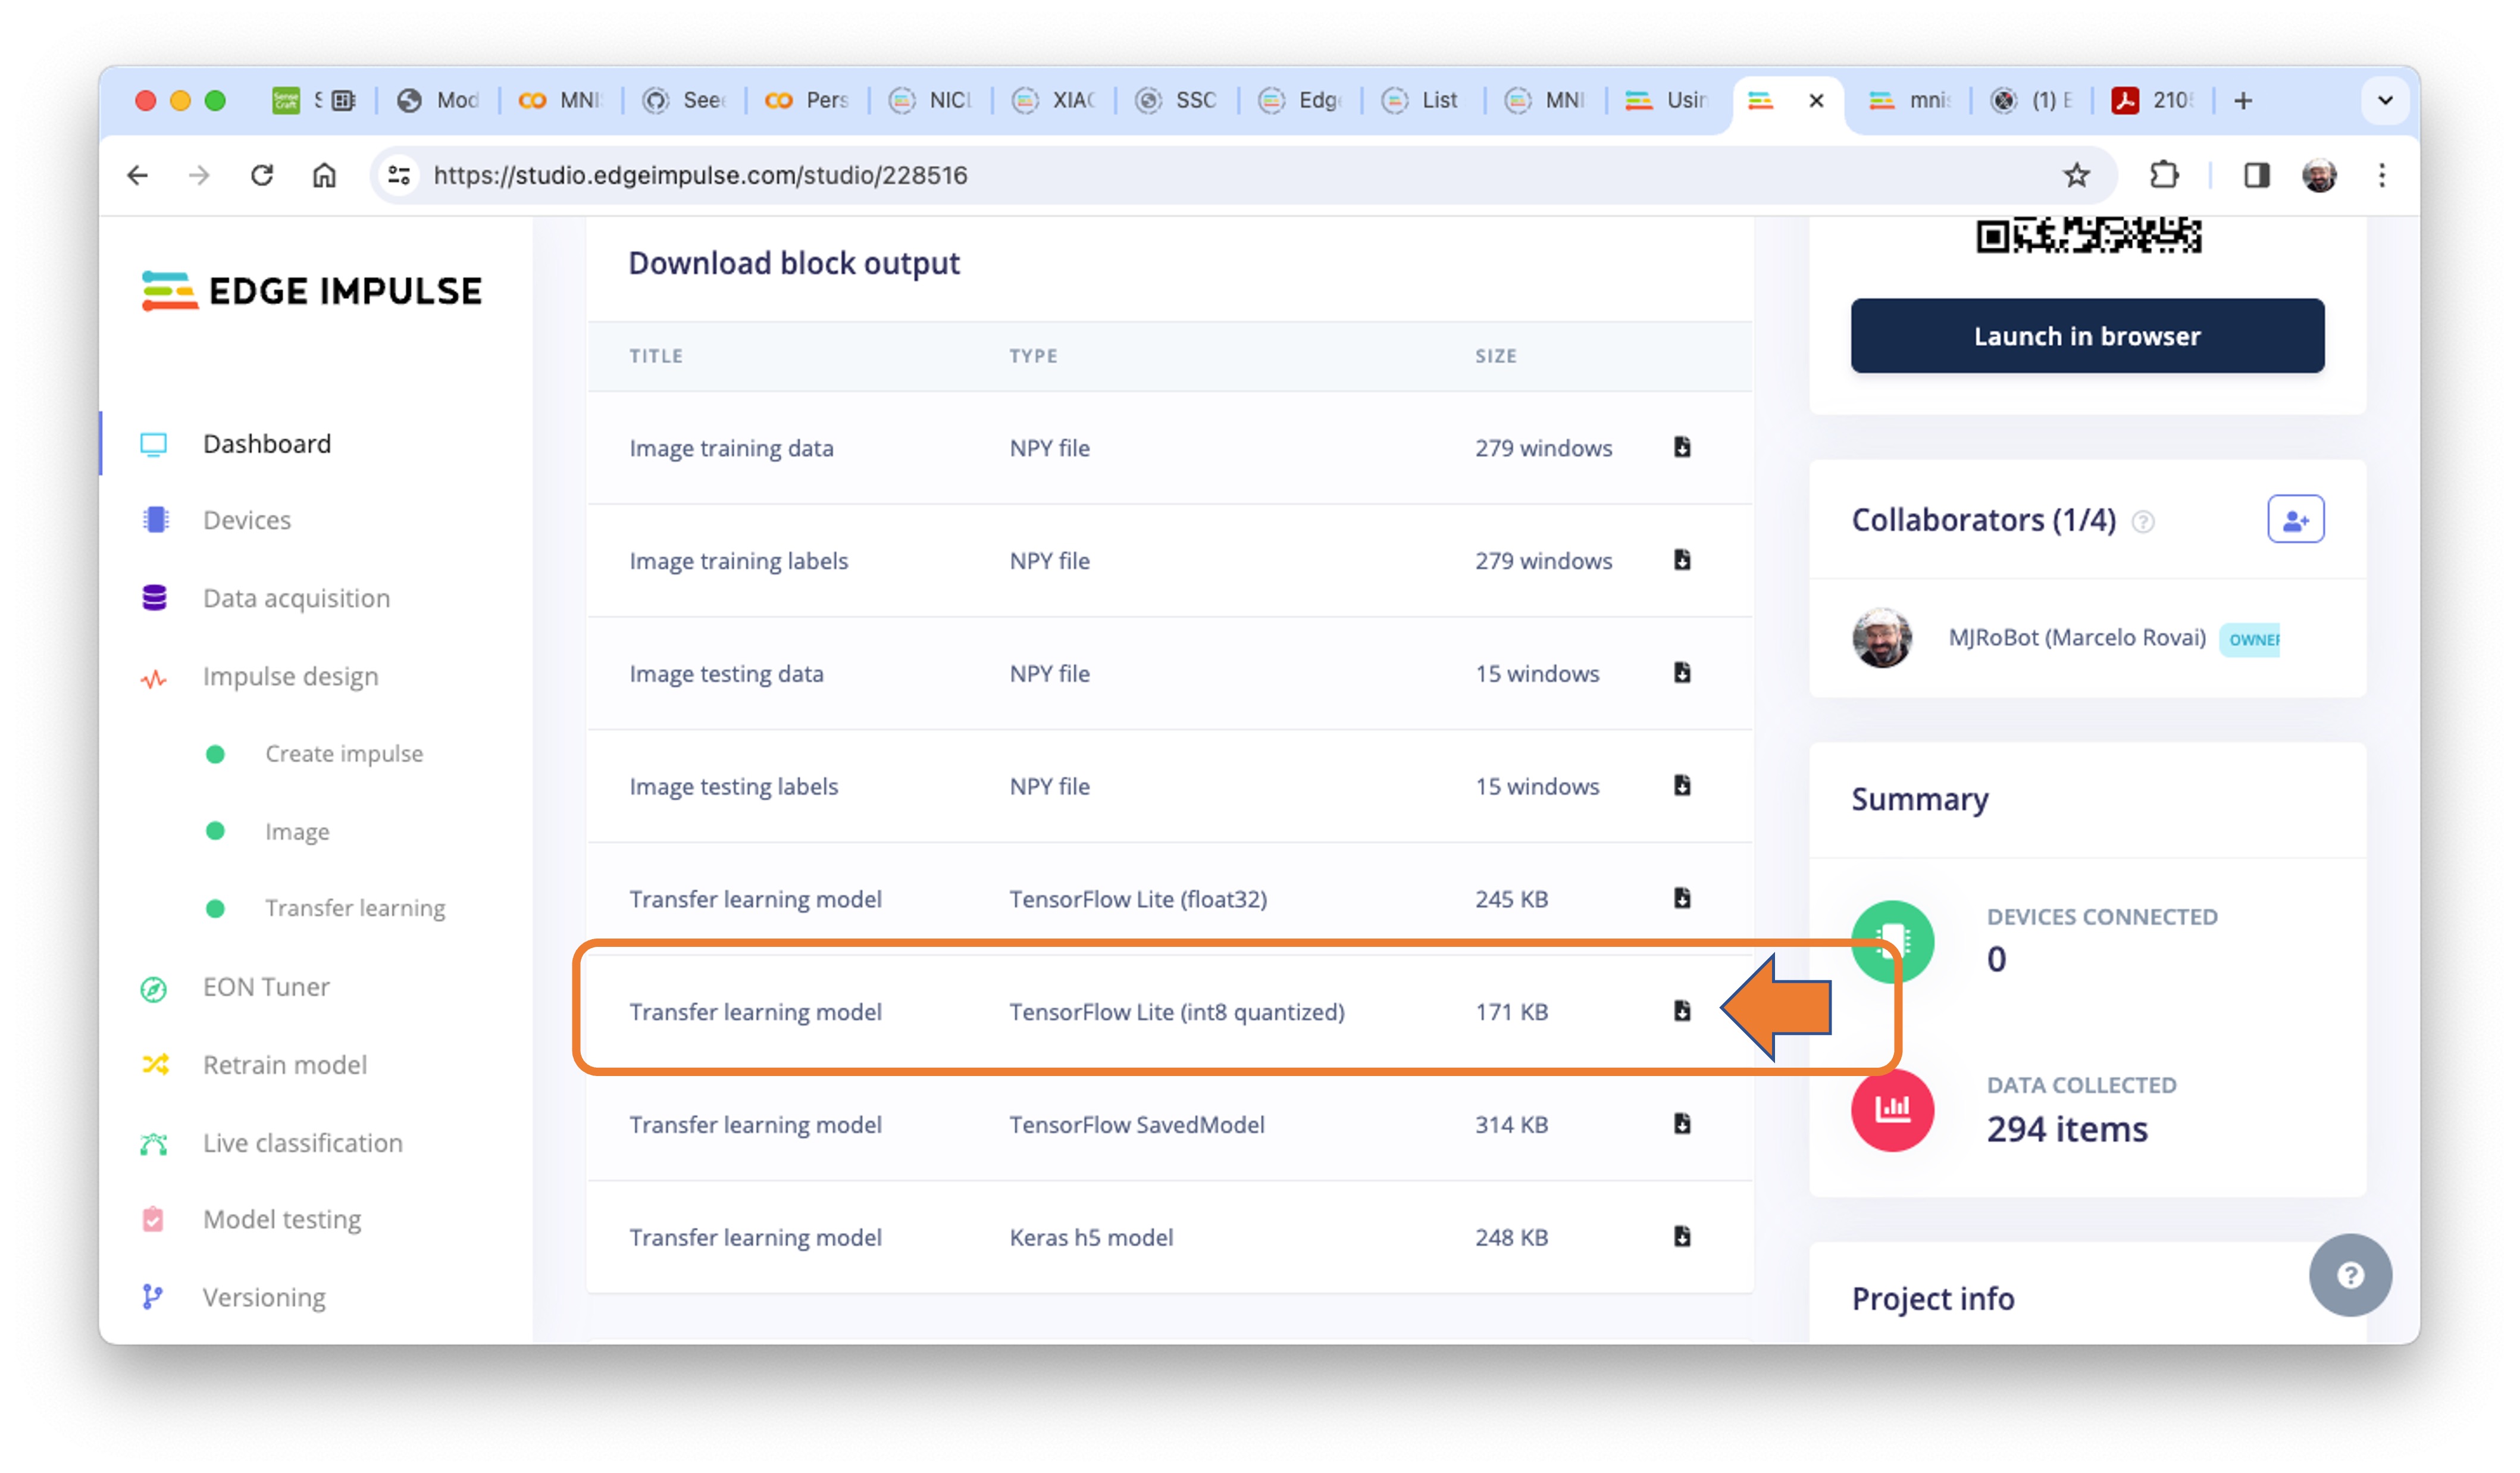 Mod
MNI
See
Pers
NICL
XIAC
SSC
Edg
List
MNI
Usin
mnis
(1) E
210
https://studio.edgeimpulse.com/studio/228516
EDGE IMPULSE
Dashboard
Devices
Data acquisition
Impulse design
Create impulse
Image
Transfer learning
EON Tuner
Retrain model
Live classification
Model testing
Versioning
Download block output
TITLE TYPE SIZE
Image training data NPY file 279 windows
Image training labels NPY file 279 windows
Image testing data NPY file 15 windows
Image testing labels NPY file 15 windows
Transfer learning model TensorFlow Lite (float32) 245 KB
Transfer learning model TensorFlow Lite (int8 quantized) 171 KB
Transfer learning model TensorFlow SavedModel 314 KB
Transfer learning model Keras h5 model 248 KB
Launch in browser
Collaborators (1/4)
MJRoBot (Marcelo Rovai) OWNER
Summary
DEVICES CONNECTED
0
DATA COLLECTED
294 items
Project info